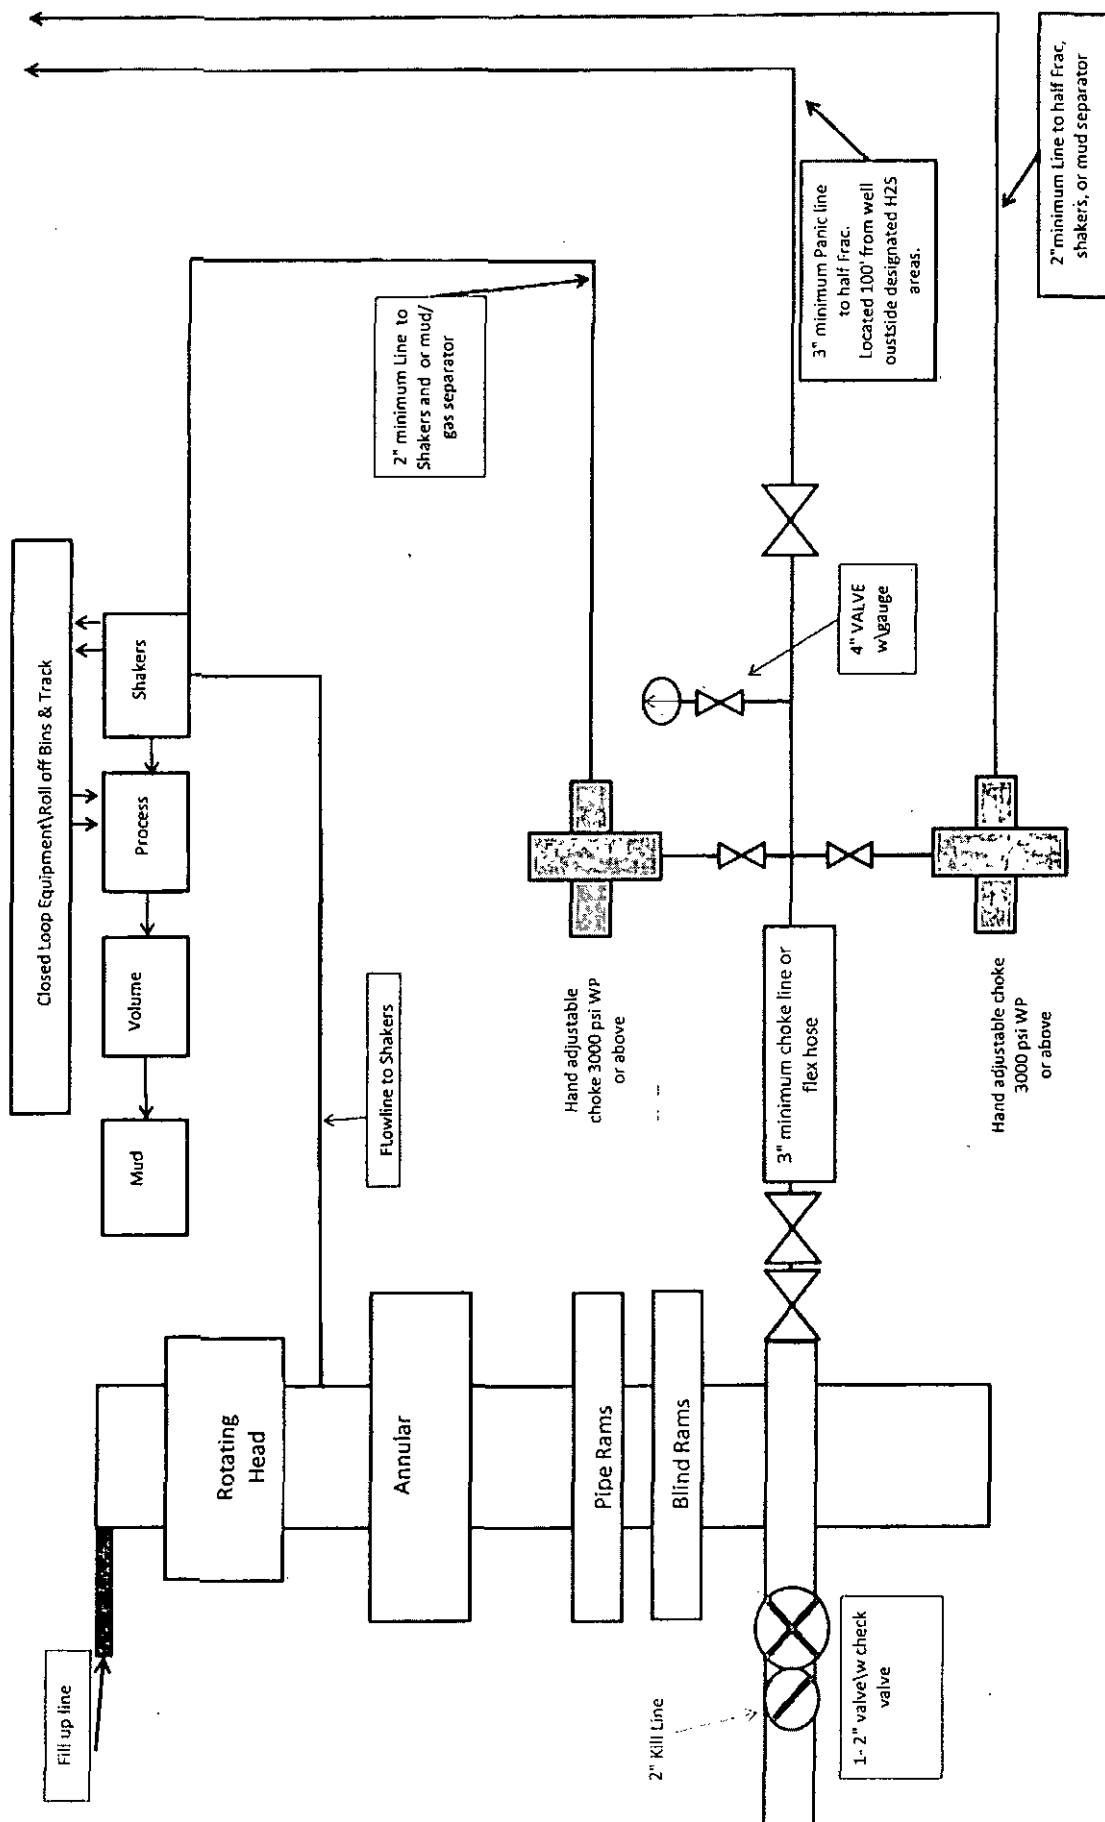 Fill up line
Rotating
Head
Annular
Pipe Rams
Blind Rams
2" Kill Line
1- 2" valve\w check
valve
Closed Loop Equipment\Roll off Bins & Track
Mud
Volume
Process
Shakers
FLowline to Shakers
Hand adjustable
choke 3000 psi WP
or above
3" minimum choke line or
flex hose
Hand adjustable choke
3000 psi WP
or above
2" minimum Line to
Shakers and or mud/
gas separator
4" VALVE
w\gauge
3" minimum Panic line
to half Frac.
Located 100' from well
oustside designated H2S
areas.
2"minimum Line to half Frac,
shakers, or mud separator